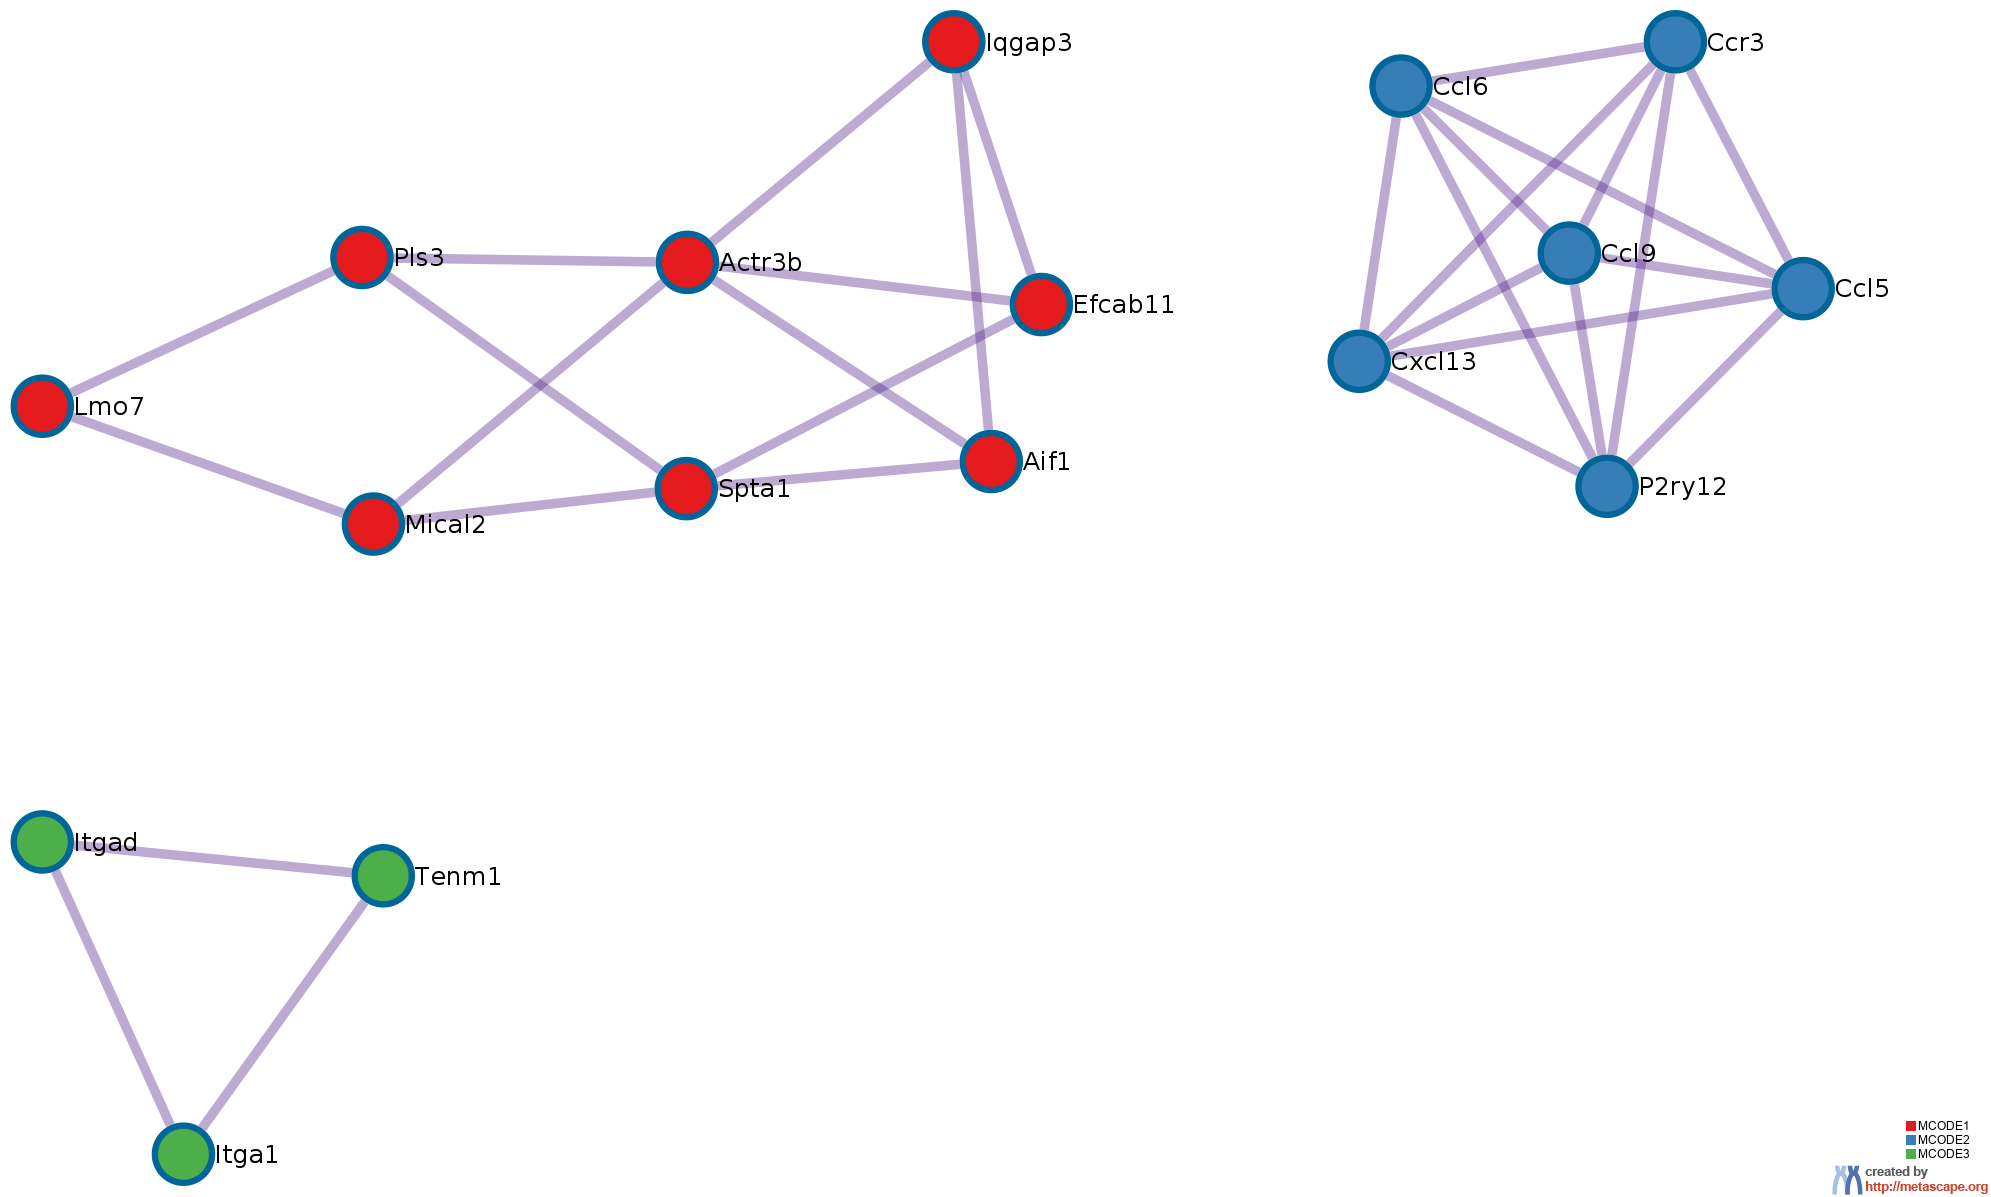 Iqgap3
Ccr3
Ccl6
Pls3
Actr3b
Ccl9
Efcab11
Ccl5
Cxcl13
Lmo7
Aif1
Spta1
P2ry12
Mical2
Itgad
Tenm1
Itga1
MCODE1
MCODE2
MCODE3
created by
http://metascape.org